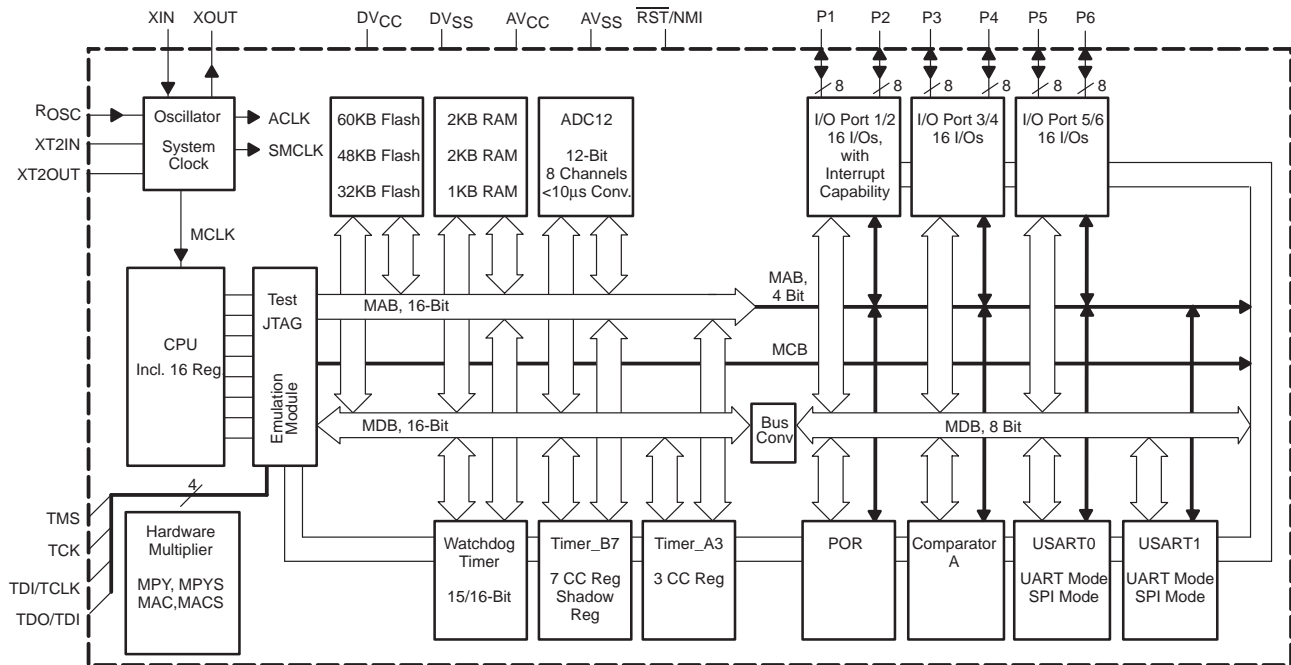 XIN
XOUT
DVCC
DVSS
AVCC
AVSS
RST/NMI
P1
P2
P3
P4
P5
P6
8
8
8
8
8
8
ROSC
XT2IN
XT2OUT
Oscillator
System
Clock
ACLK
SMCLK
60KB Flash
48KB Flash
32KB Flash
2KB RAM
2KB RAM
1KB RAM
ADC12
12-Bit
8 Channels
<10μs Conv.
I/O Port 1/2
16 I/Os,
with
Interrupt
Capability
I/O Port 3/4
16 I/Os
I/O Port 5/6
16 I/Os
MCLK
CPU
Incl. 16 Reg.
Test
JTAG
Emulation
Module
MAB, 16-Bit
MAB,
4 Bit
MCB
MDB, 16-Bit
Bus
Conv
MDB, 8 Bit
4
TMS
TCK
TDI/TCLK
TDO/TDI
Hardware
Multiplier
MPY, MPYS
MAC,MACS
Watchdog
Timer
15/16-Bit
Timer_B7
7 CC Reg
Shadow
Reg
Timer_A3
3 CC Reg
POR
Comparator
A
USART0
UART Mode
SPI Mode
USART1
UART Mode
SPI Mode